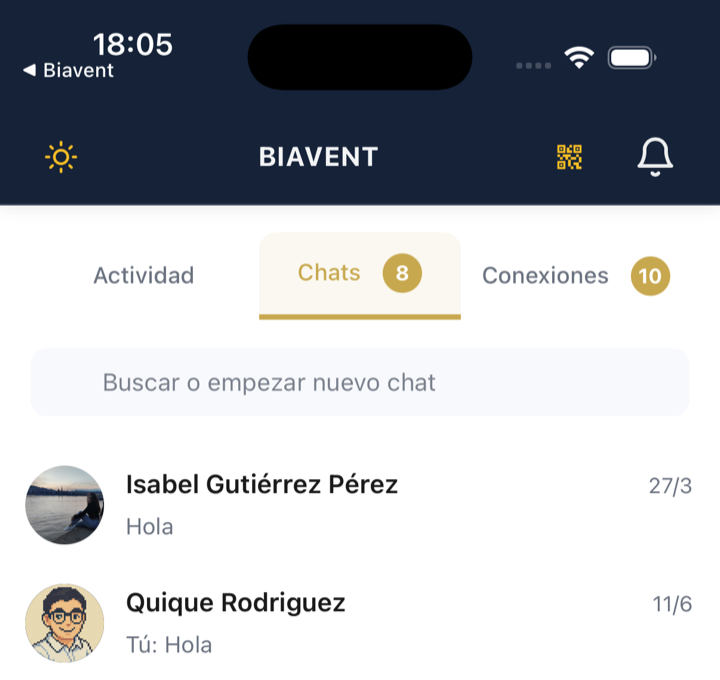 18:05
◀ Biavent
BIAVENT
Actividad
Chats 8
Conexiones 10
Buscar o empezar nuevo chat
Isabel Gutiérrez Pérez 27/3
Hola
Quique Rodriguez 11/6
Tú: Hola